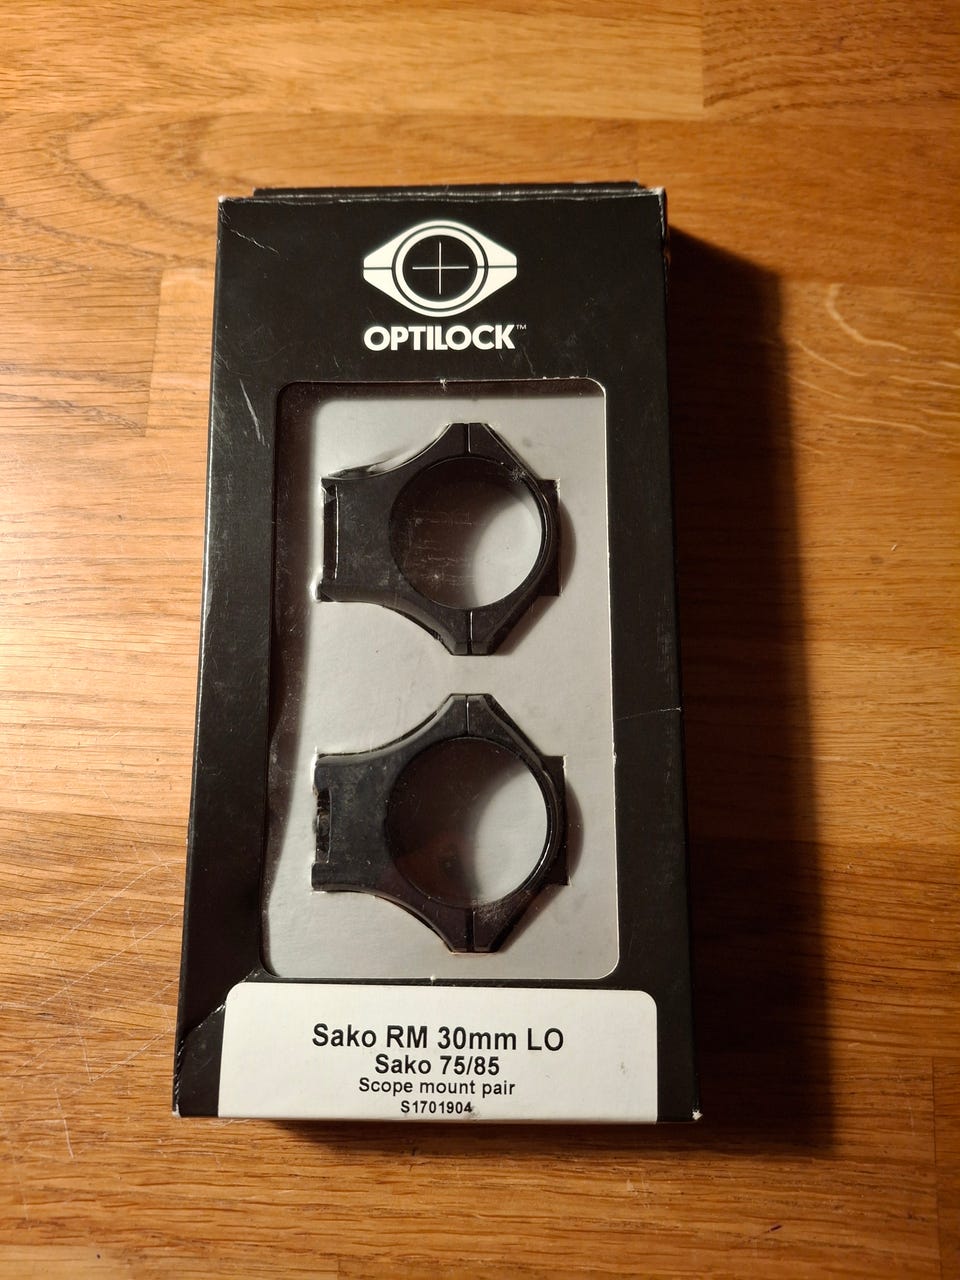 OPTILOCK™
Sako RM 30mm LO
Sako 75/85
Scope mount pair
S1701904